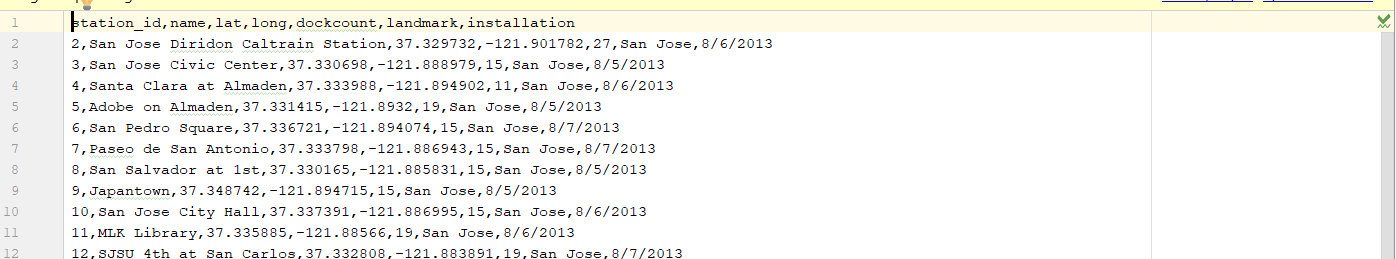 1 station_id,name,lat,long,dockcount,landmark,installation
2 2,San Jose Diridon Caltrain Station,37.329732,-121.901782,27,San Jose,8/6/2013
3 3,San Jose Civic Center,37.330698,-121.888979,15,San Jose,8/5/2013
4 4,Santa Clara at Almaden,37.333988,-121.894902,11,San Jose,8/6/2013
5 5,Adobe on Almaden,37.331415,-121.8932,19,San Jose,8/5/2013
6 6,San Pedro Square,37.336721,-121.894074,15,San Jose,8/7/2013
7 7,Paseo de San Antonio,37.333798,-121.886943,15,San Jose,8/7/2013
8 8,San Salvador at 1st,37.330165,-121.885831,15,San Jose,8/5/2013
9 9,Japantown,37.348742,-121.894715,15,San Jose,8/5/2013
10 10,San Jose City Hall,37.337391,-121.886995,15,San Jose,8/6/2013
11 11,MLK Library,37.335885,-121.88566,19,San Jose,8/6/2013
12 12,SJSU 4th at San Carlos,37.332808,-121.883891,19,San Jose,8/7/2013